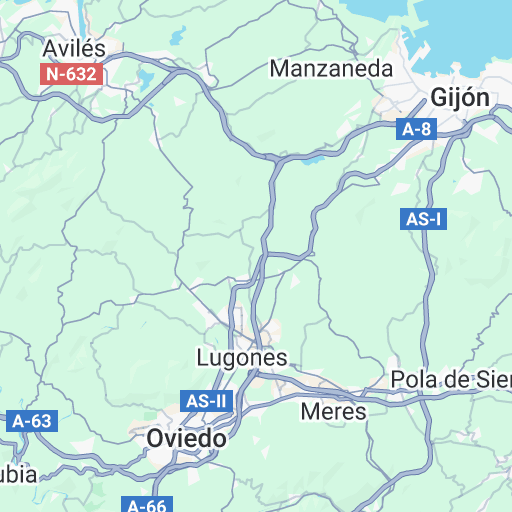 Avilés
N-632
Manzaneda
Gijón
A-8
AS-I
Lugones
Pola de Sier
AS-II
Meres
A-63
Oviedo
ubia
A-66